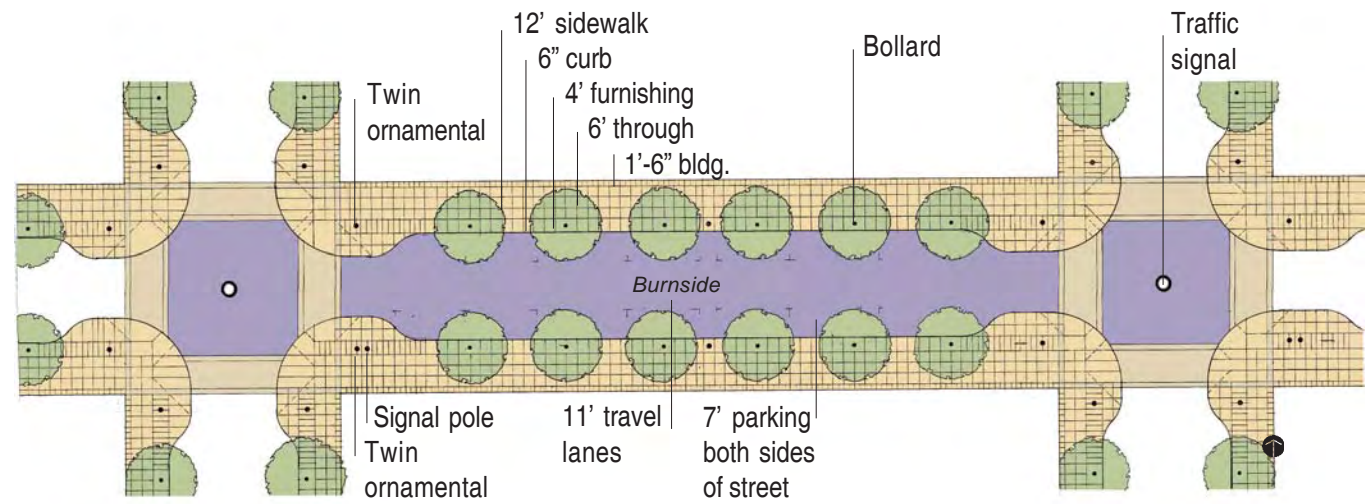 12’ sidewalk
6” curb
4’ furnishing
6’ through
1’-6” bldg.
Bollard
Traffic
signal
Twin
ornamental
Burnside
Signal pole
Twin
ornamental
11’ travel
lanes
7’ parking
both sides
of street